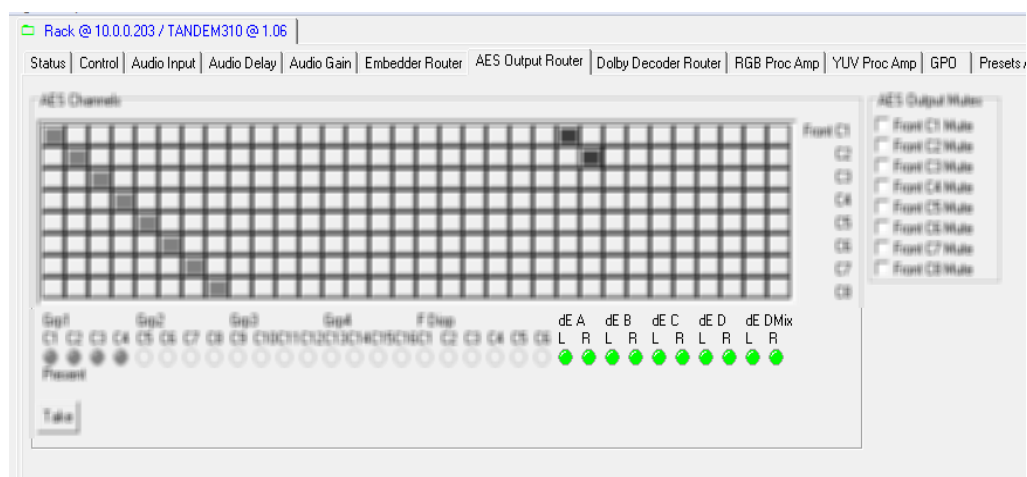 Rack @ 10.0.0.203 / TANDEM310 @ 1.06
Status Control Audio Input Audio Delay Audio Gain Embedder Router AES Output Router Dolby Decoder Router RGB Proc Amp YUV Proc Amp GPO Presets
AES Channels AES Output Mutes
Front C1 Front C1 Mute
C2 Front C2 Mute
C3 Front C3 Mute
C4 Front C4 Mute
C5 Front C5 Mute
C6 Front C6 Mute
C7 Front C7 Mute
C8 Front C8 Mute
Grp1 Grp2 Grp3 Grp4 dE A dE B dE C dE D dE DMix
C1 C2 C3 C4 C5 C6 C7 C8 C9 C10 C11 C12 C13 C14 C15 C16 C1 C2 C3 C4 C5 C6 L R L R L R L R L R
Present
Take